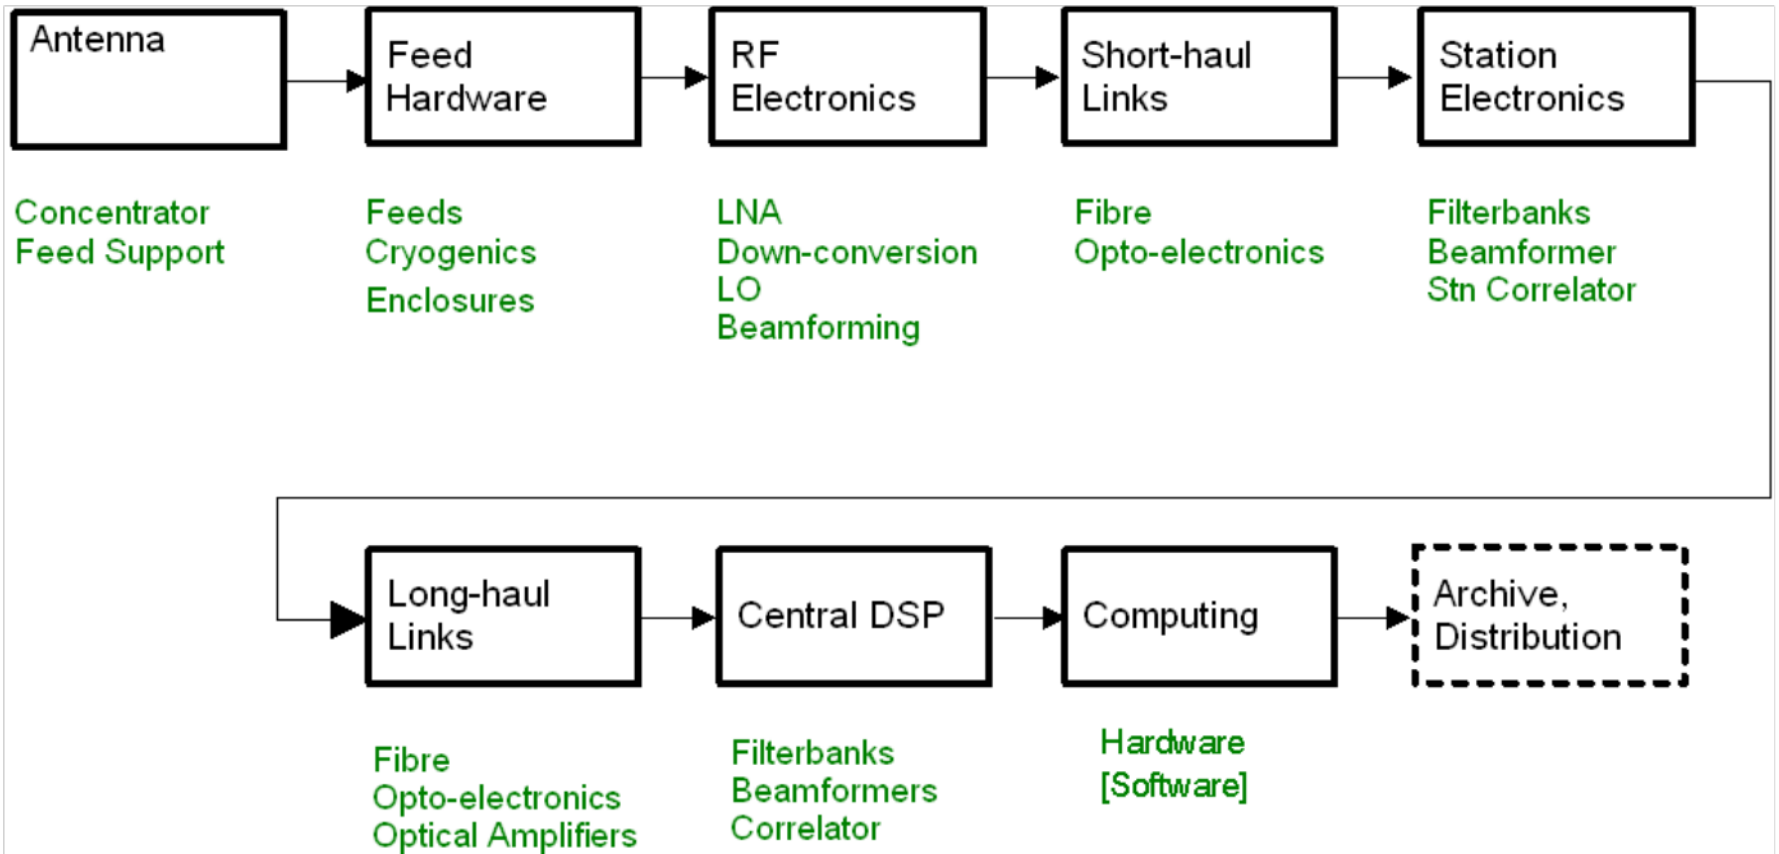 Antenna
Feed
Hardware
RF
Electronics
Short-haul
Links
Station
Electronics
Concentrator
Feed Support
Feeds
Cryogenics
Enclosures
LNA
Down-conversion
LO
Beamforming
Fibre
Opto-electronics
Filterbanks
Beamformer
Stn Correlator
Long-haul
Links
Central DSP
Computing
Archive,
Distribution
Fibre
Opto-electronics
Optical Amplifiers
Filterbanks
Beamformers
Correlator
Hardware
[Software]